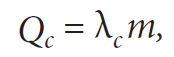 Q_c = λ_c m,